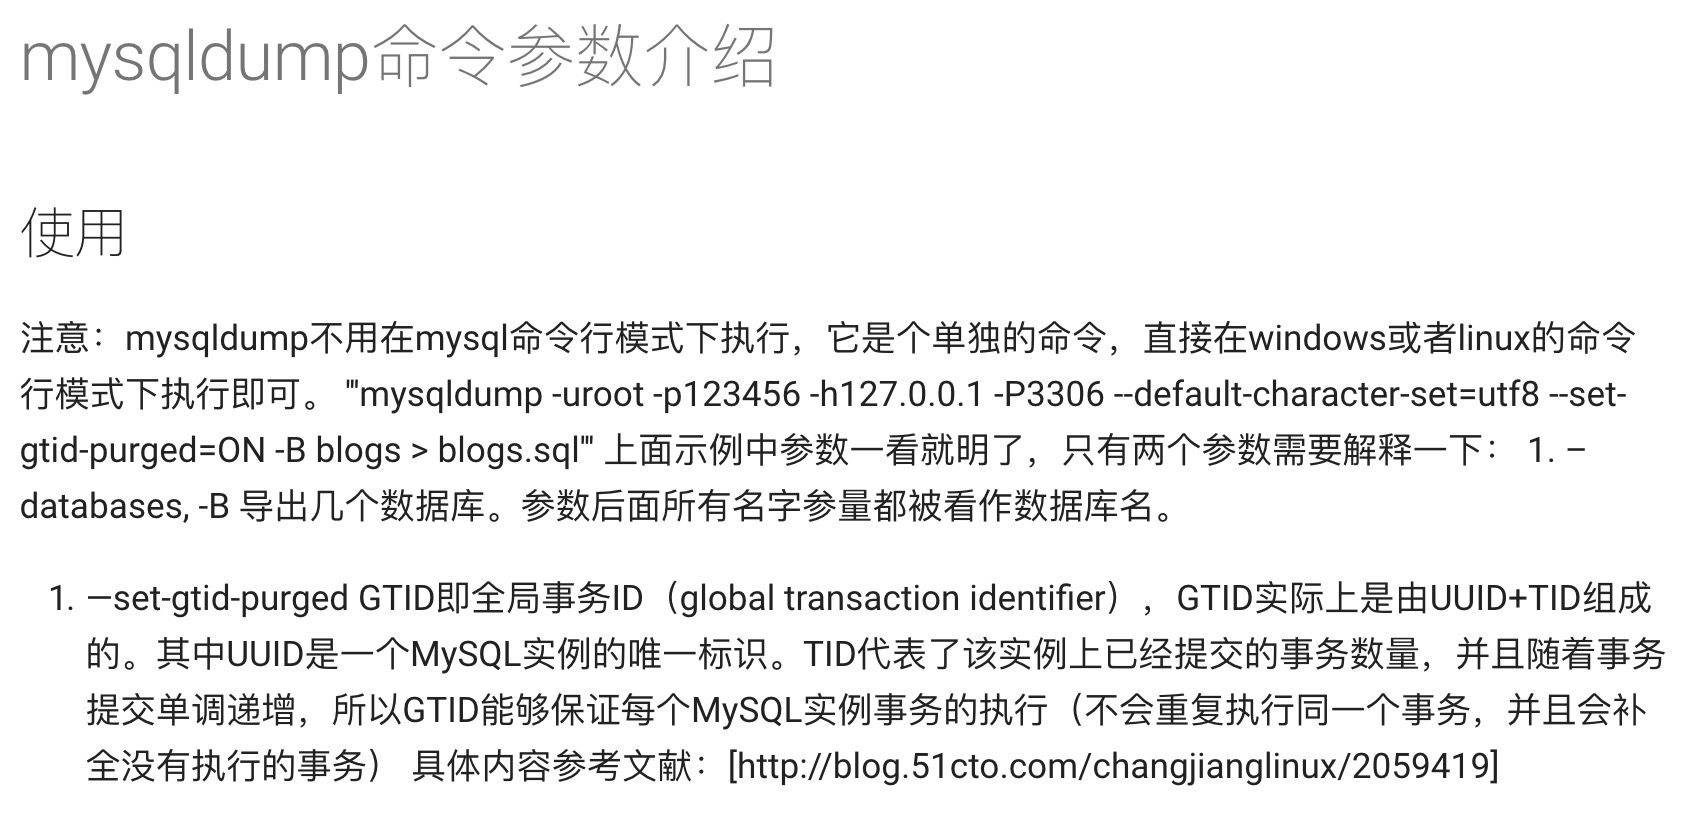 mysqldump命令参数介绍
使用
注意：mysqldump不用在mysql命令行模式下执行，它是个单独的命令，直接在windows或者linux的命令
行模式下执行即可。 '''mysqldump -uroot -p123456 -h127.0.0.1 -P3306 --default-character-set=utf8 --set-
gtid-purged=ON -B blogs > blogs.sql''' 上面示例中参数一看就明了，只有两个参数需要解释一下： 1. –
databases, -B 导出几个数据库。参数后面所有名字参量都被看作数据库名。
1. —set-gtid-purged GTID即全局事务ID（global transaction identifier），GTID实际上是由UUID+TID组成
的。其中UUID是一个MySQL实例的唯一标识。TID代表了该实例上已经提交的事务数量，并且随着事务
提交单调递增，所以GTID能够保证每个MySQL实例事务的执行（不会重复执行同一个事务，并且会补
全没有执行的事务） 具体内容参考文献：[http://blog.51cto.com/changjianglinux/2059419]